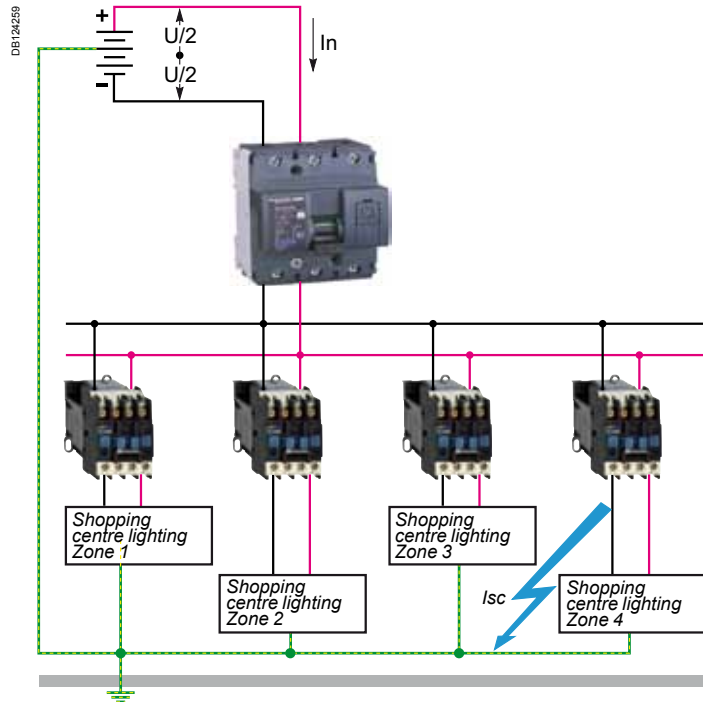 DB124259
+
U/2
U/2
-
In
Shopping
centre lighting
Zone 1
Shopping
centre lighting
Zone 2
Shopping
centre lighting
Zone 3
Shopping
centre lighting
Zone 4
Isc